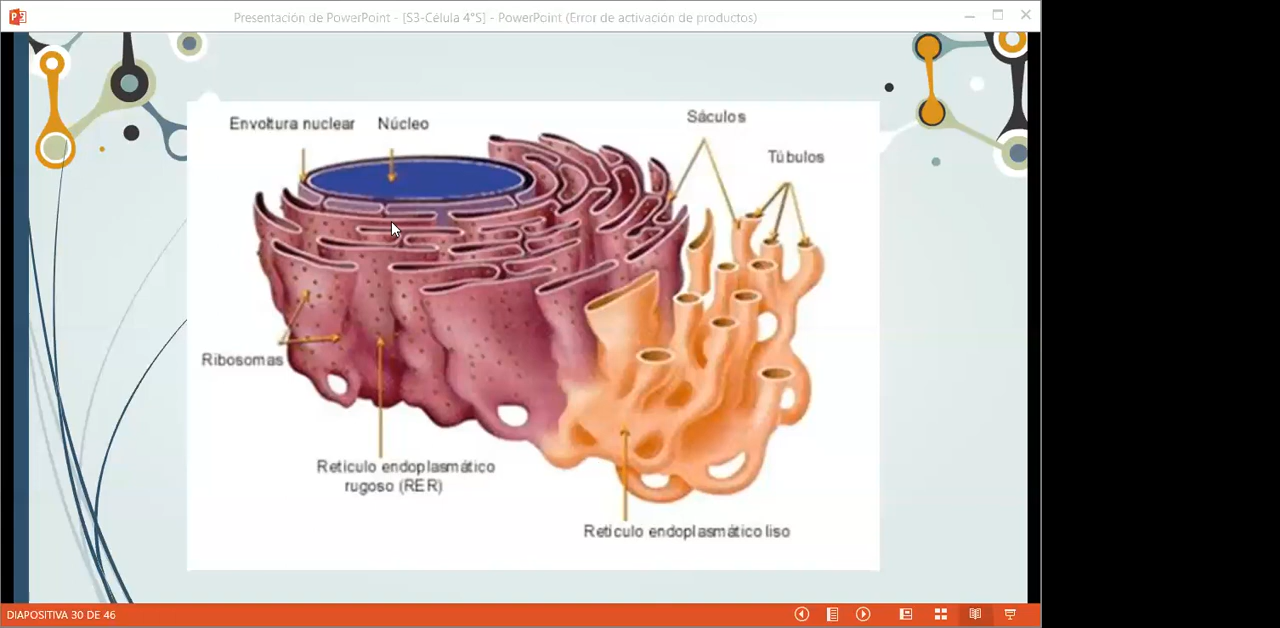 Presentación de PowerPoint - [S3-Célula 4°S] - PowerPoint (Error de activación de productos)
Envoltura nuclear
Núcleo
Sáculos
Túbulos
Ribosomas
Retículo endoplasmático
rugoso (RER)
Retículo endoplasmático liso
DIAPOSITIVA 30 DE 46